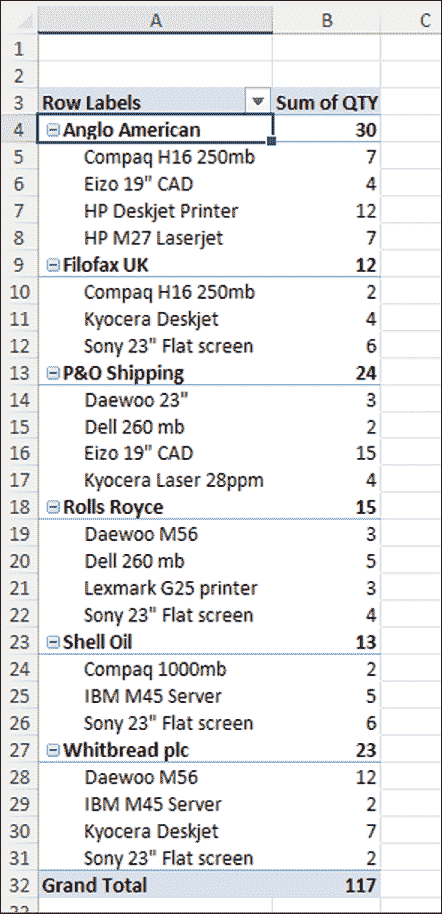 A B C
1
2
3 Row Labels Sum of QTY
4 Anglo American 30
5 Compaq H16 250mb 7
6 Eizo 19" CAD 4
7 HP Deskjet Printer 12
8 HP M27 Laserjet 7
9 Filofax UK 12
10 Compaq H16 250mb 2
11 Kyocera Deskjet 4
12 Sony 23" Flat screen 6
13 P&O Shipping 24
14 Daewoo 23" 3
15 Dell 260 mb 2
16 Eizo 19" CAD 15
17 Kyocera Laser 28ppm 4
18 Rolls Royce 15
19 Daewoo M56 3
20 Dell 260 mb 5
21 Lexmark G25 printer 3
22 Sony 23" Flat screen 4
23 Shell Oil 13
24 Compaq 1000mb 2
25 IBM M45 Server 5
26 Sony 23" Flat screen 6
27 Whitbread plc 23
28 Daewoo M56 12
29 IBM M45 Server 2
30 Kyocera Deskjet 7
31 Sony 23" Flat screen 2
32 Grand Total 117